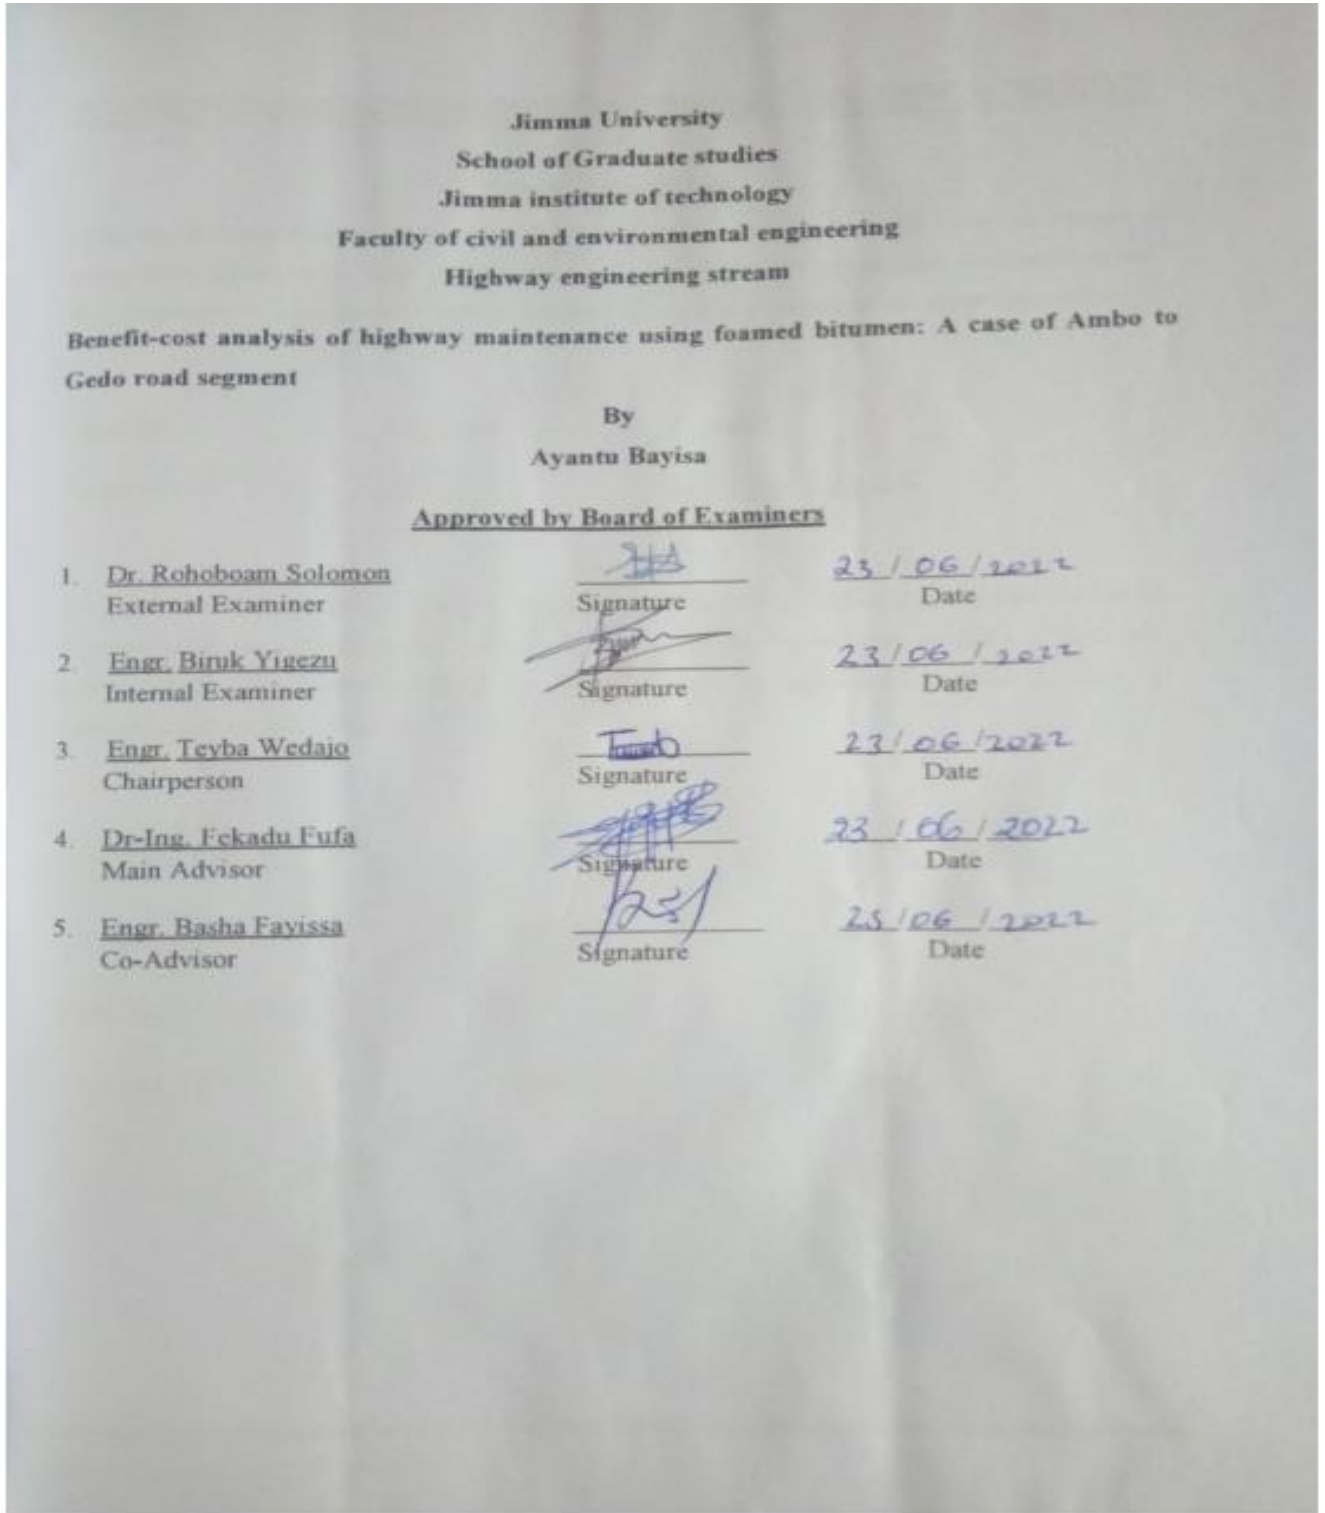 Jimma University
School of Graduate studies
Jimma institute of technology
Faculty of civil and environmental engineering
Highway engineering stream
Benefit-cost analysis of highway maintenance using foamed bitumen: A case of Ambo to
Gedo road segment
By
Ayantu Bayisa
Approved by Board of Examiners
1. Dr. Rohoboam Solomon 23/06/2022
External Examiner Signature Date
2. Engr. Biruk Yigezu 23/06/2022
Internal Examiner Signature Date
3. Engr. Teyba Wedajo 23/06/2022
Chairperson Signature Date
4. Dr-Ing. Fekadu Fufa 23/06/2022
Main Advisor Signature Date
5. Engr. Basha Fayissa /06/2022
Co-Advisor Signature Date